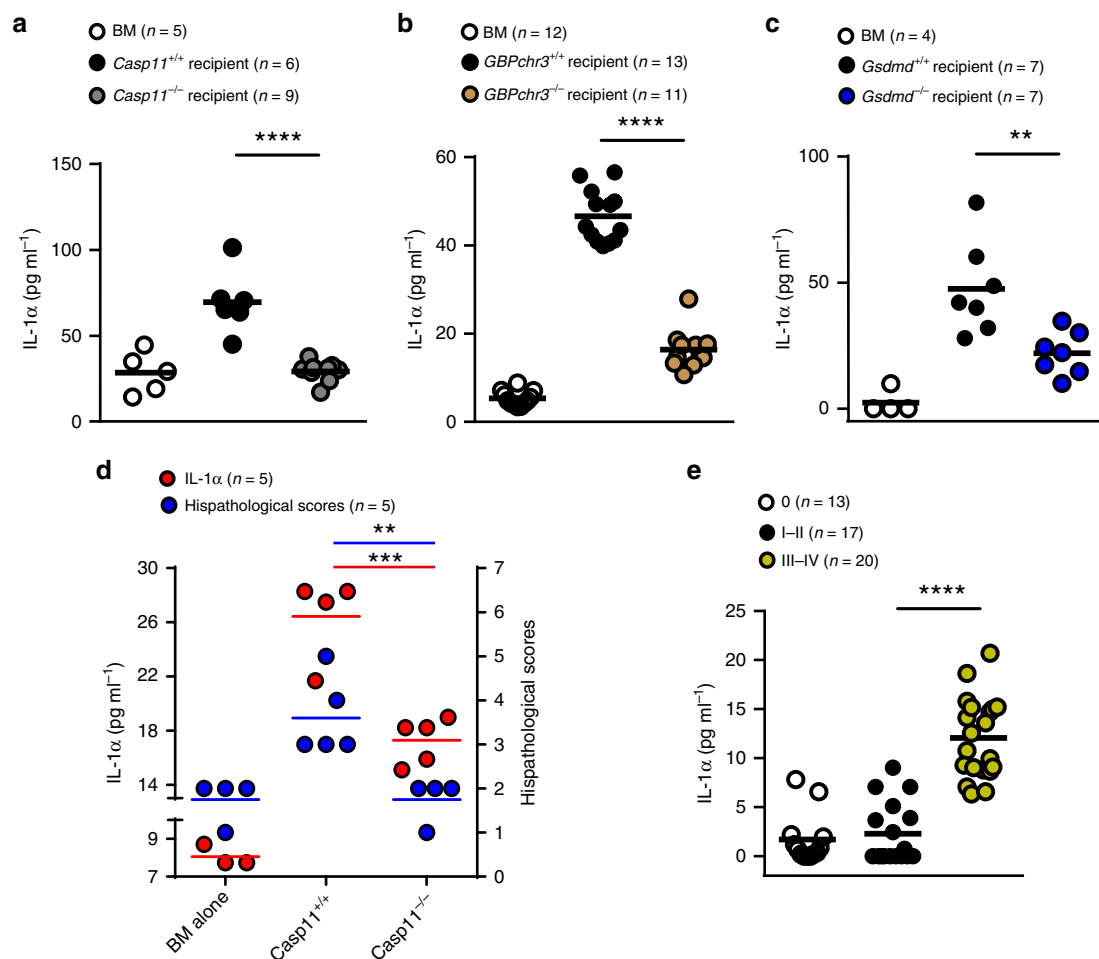 a
BM (n = 5)
Casp11+/+ recipient (n = 6)
Casp11−/− recipient (n = 9)
****
150
100
50
0
IL-1α (pg ml−1)
b
BM (n = 12)
GBPchr3+/+ recipient (n = 13)
GBPchr3−/− recipient (n = 11)
****
60
40
20
0
IL-1α (pg ml−1)
c
BM (n = 4)
Gsdmd+/+ recipient (n = 7)
Gsdmd−/− recipient (n = 7)
**
100
50
0
IL-1α (pg ml−1)
d
IL-1α (n = 5)
Hispathological scores (n = 5)
**
***
30
26
22
18
14
9
7
IL-1α (pg ml−1)
7
6
5
4
3
2
1
0
Hispathological scores
BM alone
Casp11+/+
Casp11−/−
e
0 (n = 13)
I–II (n = 17)
III–IV (n = 20)
****
25
20
15
10
5
0
IL-1α (pg ml−1)